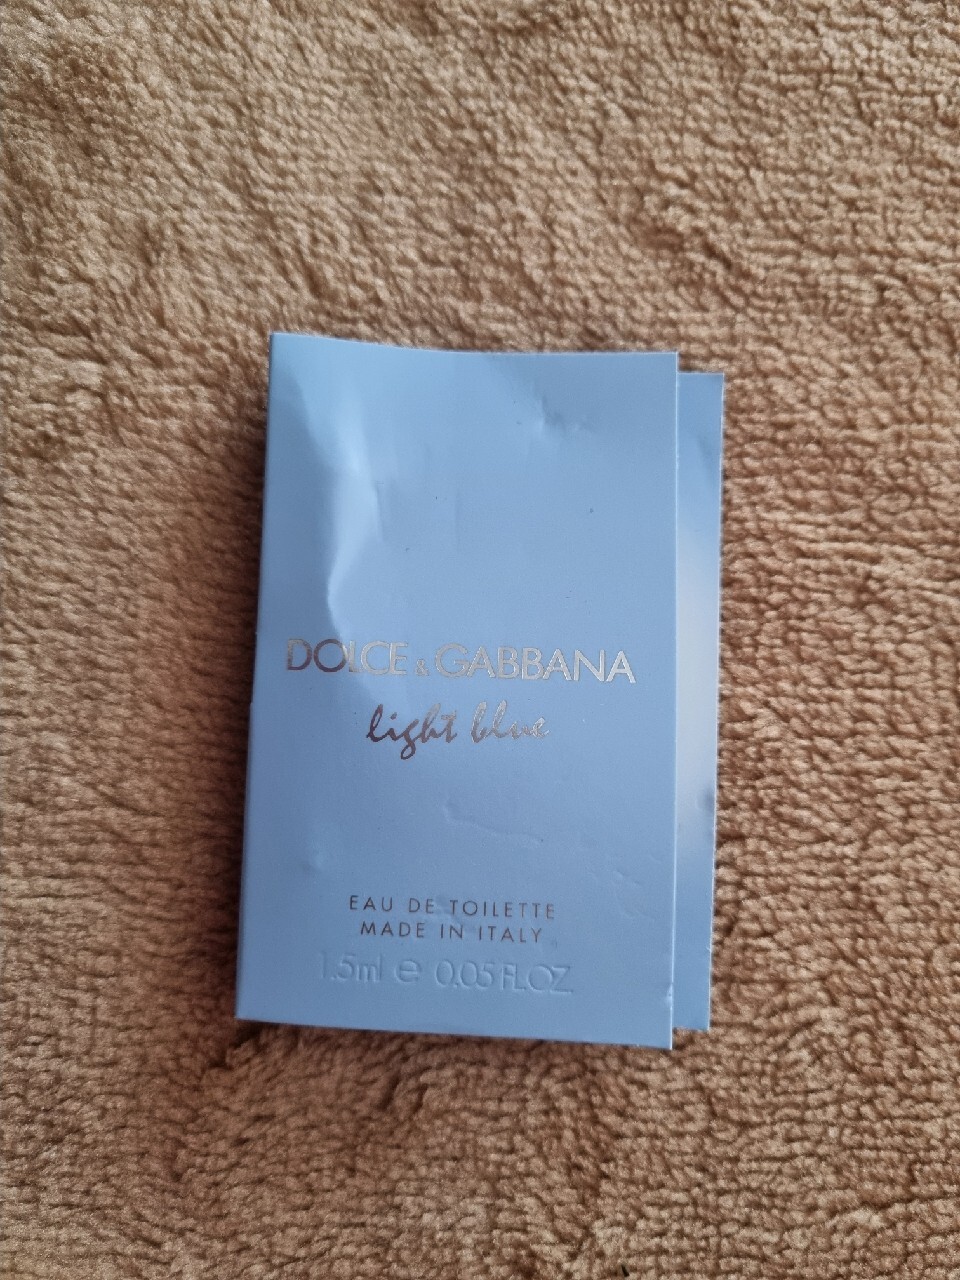 DOLCE & GABBANA
light blue
EAU DE TOILETTE
MADE IN ITALY
1.5ml e 0.05 FL.OZ.